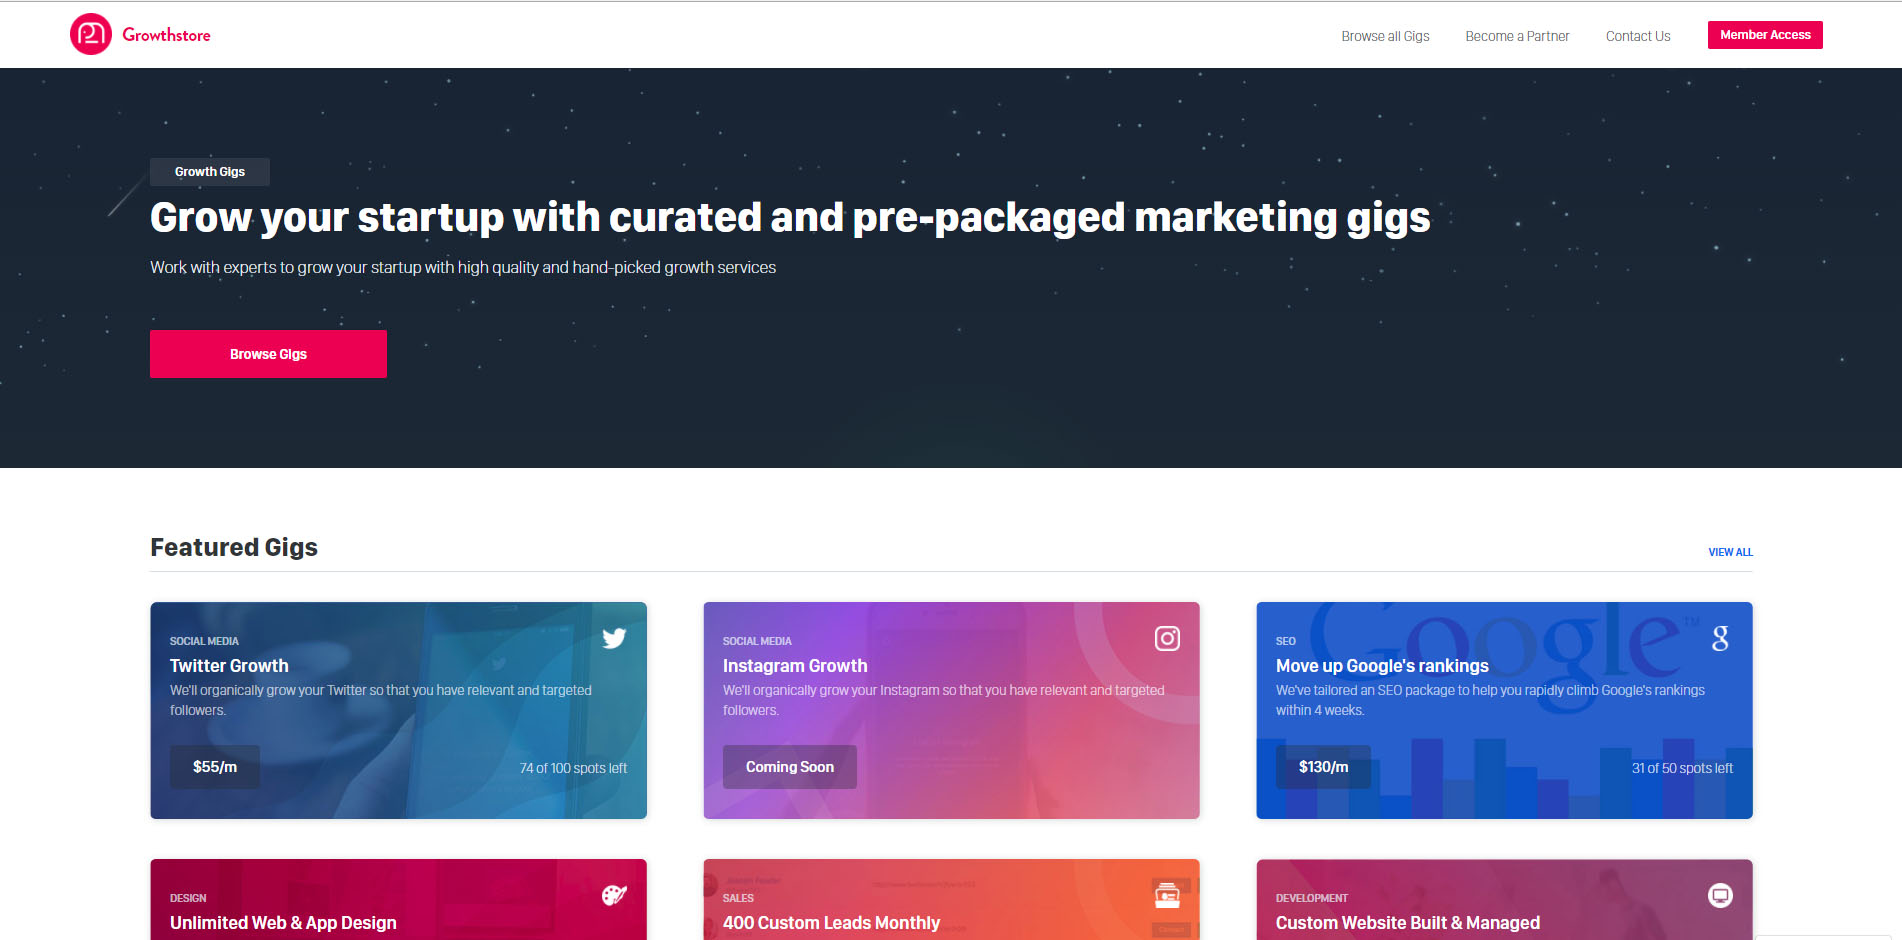 Growthstore
Browse all Gigs
Become a Partner
Contact Us
Member Access
Growth Gigs
Grow your startup with curated and pre-packaged marketing gigs
Work with experts to grow your startup with high quality and hand-picked growth services
Browse Gigs
Featured Gigs
VIEW ALL
SOCIAL MEDIA
Twitter Growth
We'll organically grow your Twitter so that you have relevant and targeted
followers.
$55/m
74 of 100 spots left
SOCIAL MEDIA
Instagram Growth
We'll organically grow your Instagram so that you have relevant and targeted
followers.
Coming Soon
Google™
SEO
g
Move up Google's rankings
We've tailored an SEO package to help you rapidly climb Google's rankings
within 4 weeks.
$130/m
31 of 50 spots left
DESIGN
Unlimited Web & App Design
SALES
400 Custom Leads Monthly
DEVELOPMENT
Custom Website Built & Managed